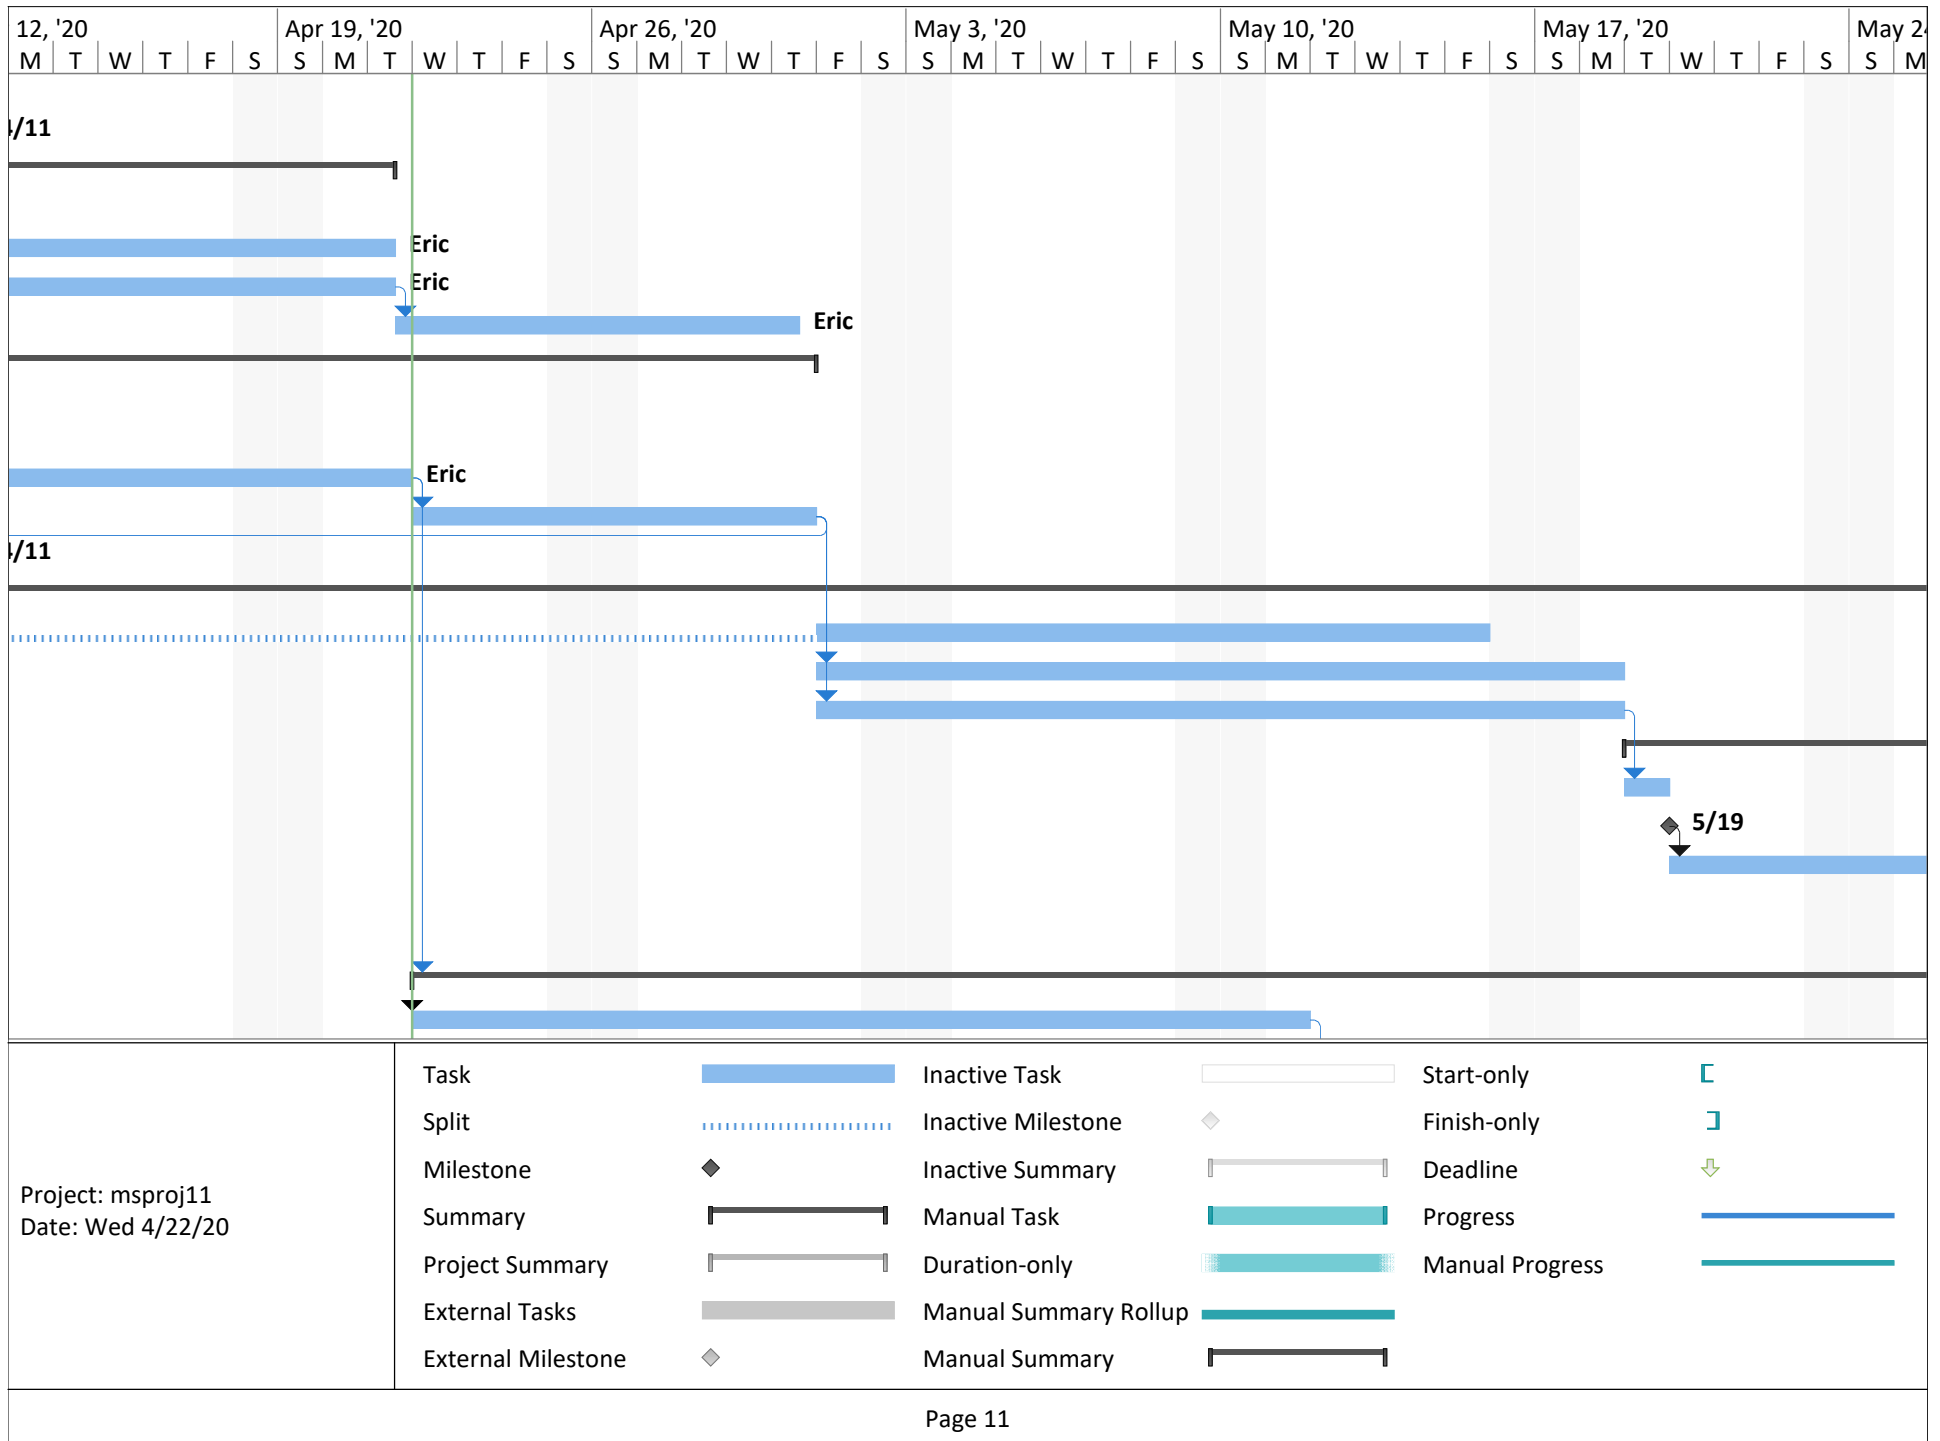 12, '20 Apr 19, '20 Apr 26, '20 May 3, '20 May 10, '20 May 17, '20 May 2
M T W T F S S M T W T F S S M T W T F S S M T W T F S S M T W T F S S M T W T F S S M
/11
Eric
Eric
Eric
Eric
/11
5/19
Project: msproj11
Date: Wed 4/22/20
Task
Split
Milestone
Summary
Project Summary
External Tasks
External Milestone
Inactive Task
Inactive Milestone
Inactive Summary
Manual Task
Duration-only
Manual Summary Rollup
Manual Summary
Start-only
Finish-only
Deadline
Progress
Manual Progress
Page 11